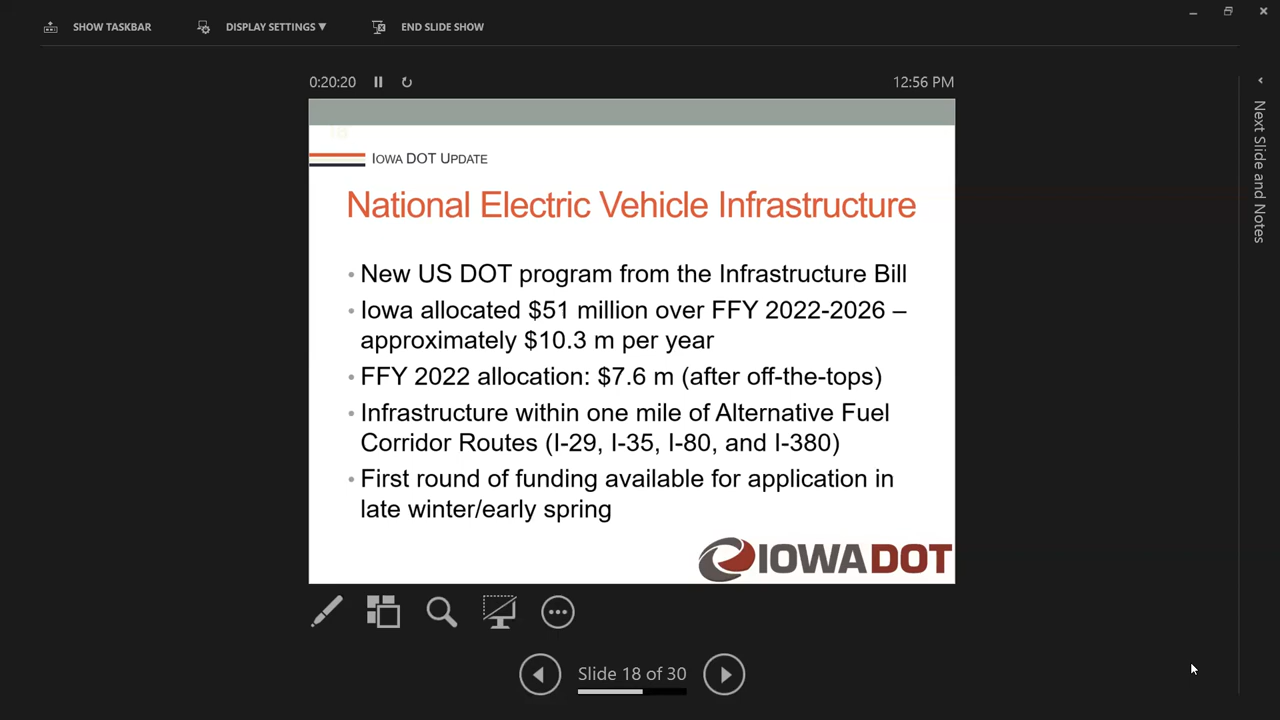 SHOW TASKBAR
DISPLAY SETTINGS ▼
END SLIDE SHOW
0:20:20
12:56 PM
18
IOWA DOT UPDATE
National Electric Vehicle Infrastructure
• New US DOT program from the Infrastructure Bill
• Iowa allocated $51 million over FFY 2022-2026 –
approximately $10.3 m per year
• FFY 2022 allocation: $7.6 m (after off-the-tops)
• Infrastructure within one mile of Alternative Fuel
Corridor Routes (I-29, I-35, I-80, and I-380)
• First round of funding available for application in
late winter/early spring
IOWADOT
Slide 18 of 30
Next Slide and Notes